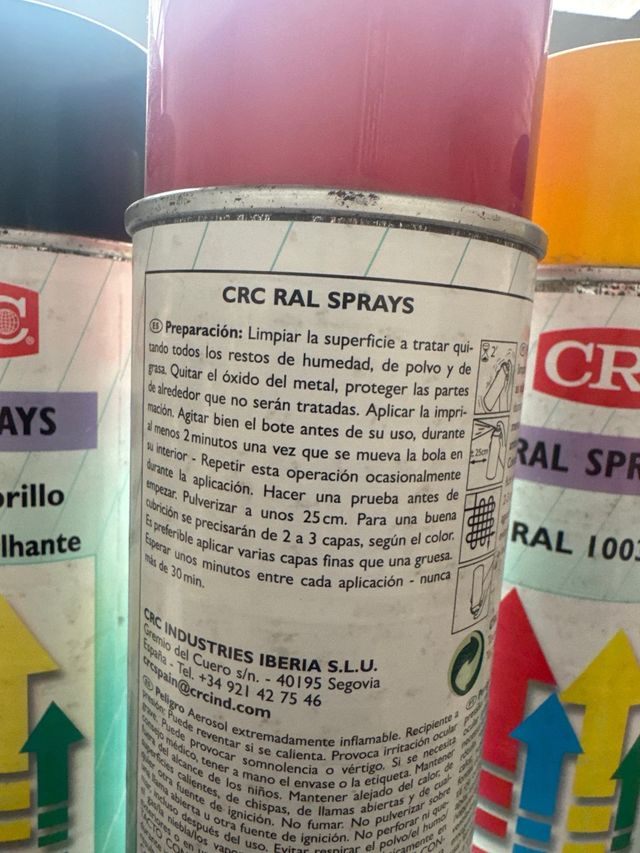 CRC RAL SPRAYS
ES Preparación: Limpiar la superficie a tratar qui-
tando todos los restos de humedad, de polvo y de
grasa. Quitar el óxido del metal, proteger las partes
de alrededor que no serán tratadas. Aplicar la impri-
mación. Agitar bien el bote antes de su uso, durante
al menos 2 minutos una vez que se mueva la bola en
su interior - Repetir esta operación ocasionalmente
durante la aplicación. Hacer una prueba antes de
empezar. Pulverizar a unos 25 cm. Para una buena
cubrición se precisarán de 2 a 3 capas, según el color.
Es preferible aplicar varias capas finas que una gruesa.
Esperar unos minutos entre cada aplicación - nunca
más de 30 min.
2'
± 25cm
CRC INDUSTRIES IBERIA S.L.U.
Gremio del Cuero s/n. - 40195 Segovia
España - Tel. +34 921 42 75 46
crcspain@crcind.com
ES Peligro Aerosol extremadamente inflamable. Recipiente a
presión: Puede reventar si se calienta. Provoca irritación ocular
grave. Puede provocar somnolencia o vértigo. Si se necesita
consejo médico, tener a mano el envase o la etiqueta. Mantener
fuera del alcance de los niños. Mantener alejado del calor, de
superficies calientes, de chispas, de llamas abiertas y de cual-
quier otra fuente de ignición. No fumar. No pulverizar sobre
una llama abierta u otra fuente de ignición. No perforar ni que-
mar, incluso después del uso. Evitar respirar el polvo/el humo/
C
AYS
orillo
lhante
CR
RAL SPR
RAL 1003